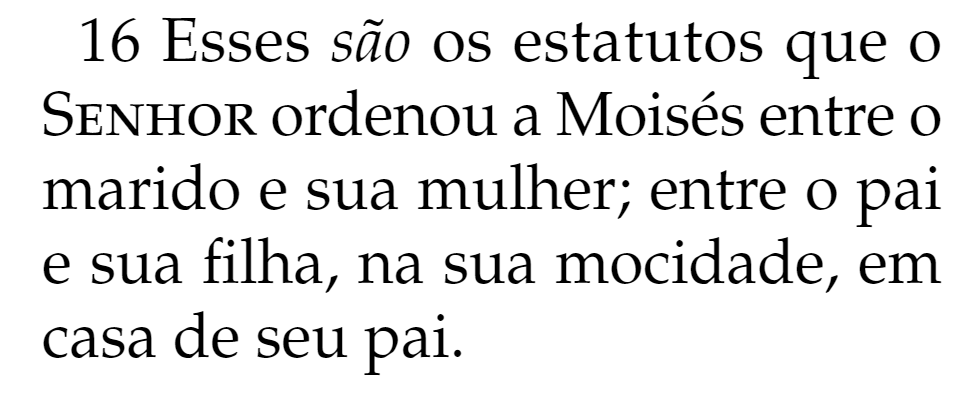 16 Esses são os estatutos que o
SENHOR ordenou a Moisés entre o
marido e sua mulher; entre o pai
e sua filha, na sua mocidade, em
casa de seu pai.